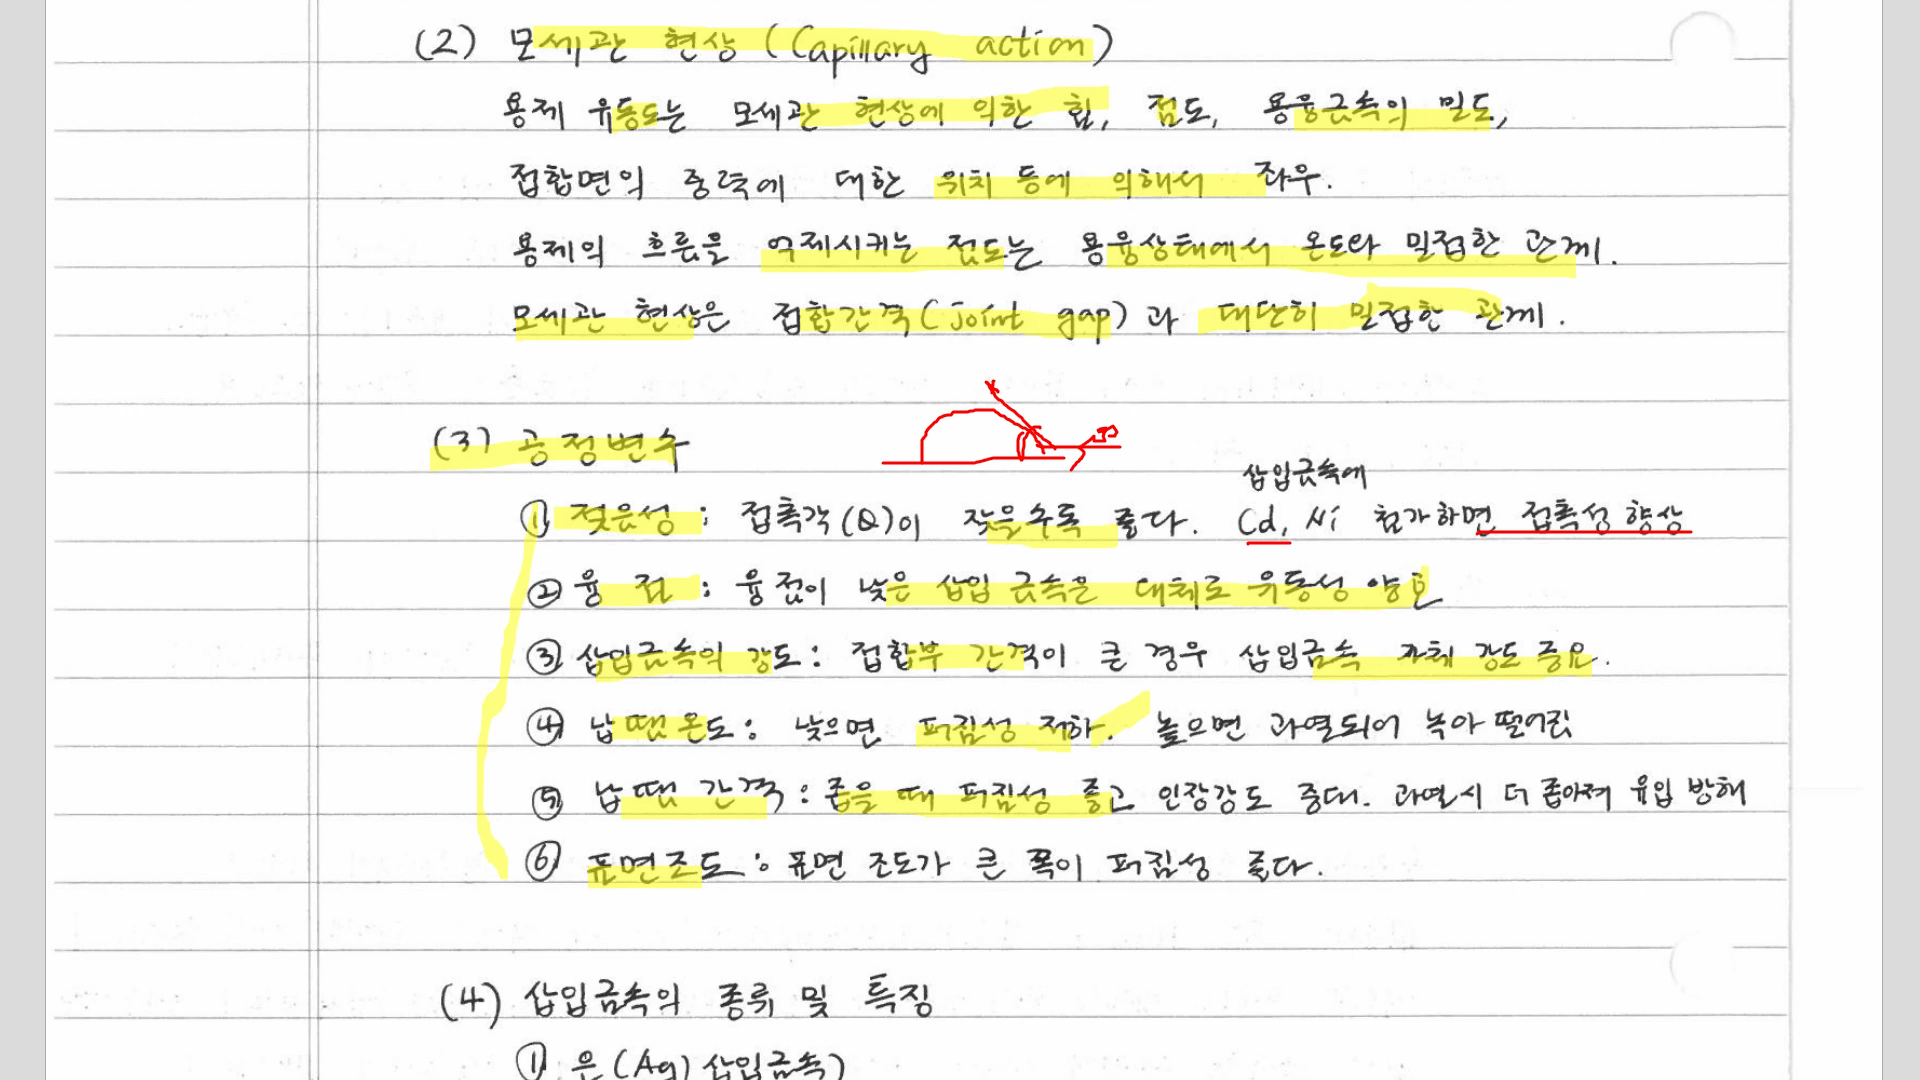 (2) 모세관 현상 (Capillary action)
용제 유동도는 모세관 현상에 의한 힘, 점도, 용융금속의 밀도,
접합면의 중력에 대한 위치 등에 의해서 좌우.
용제의 흐름을 억제시키는 점도는 용융상태에서 온도와 밀접한 관계.
모세관 현상은 접합간격(joint gap)과 대단히 밀접한 관계.
(3) 공정변수
삽입금속에
① 젖음성 : 접촉각(θ)이 작을수록 좋다. Cd, Ni 첨가하면 접촉성 향상
② 융점 : 융점이 낮은 삽입 금속은 대체로 유동성 양호
③ 삽입금속의 강도 : 접합부 간격이 큰 경우 삽입금속 자체 강도 중요.
④ 납땜온도 : 낮으면 퍼짐성 저하. 높으면 과열되어 녹아 떨어짐
⑤ 납땜 간격 : 좁을 때 퍼짐성 좋고 인장강도 증대. 과열시 더 좁아져 유입 방해
⑥ 표면조도 : 표면 조도가 큰 쪽이 퍼짐성 좋다.
(4) 삽입금속의 종류 및 특징
① 은(Ag) 삽입금속)